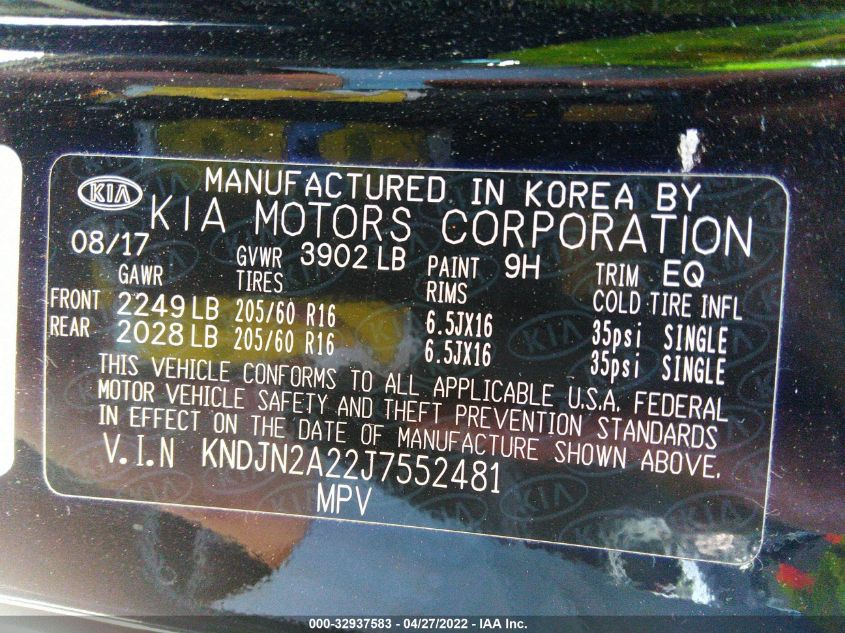 KIA MANUFACTURED IN KOREA BY
KIA MOTORS CORPORATION
08/17 GVWR 3902 LB PAINT 9H TRIM EQ
GAWR TIRES RIMS COLD TIRE INFL
FRONT 2249 LB 205/60 R16 6.5JX16 35psi SINGLE
REAR 2028 LB 205/60 R16 6.5JX16 35psi SINGLE
THIS VEHICLE CONFORMS TO ALL APPLICABLE U.S.A. FEDERAL
MOTOR VEHICLE SAFETY AND THEFT PREVENTION STANDARDS
IN EFFECT ON THE DATE OF MANUFACTURE SHOWN ABOVE.
V.I.N KNDJN2A22J7552481
MPV
000-32937583 - 04/27/2022 - IAA Inc.